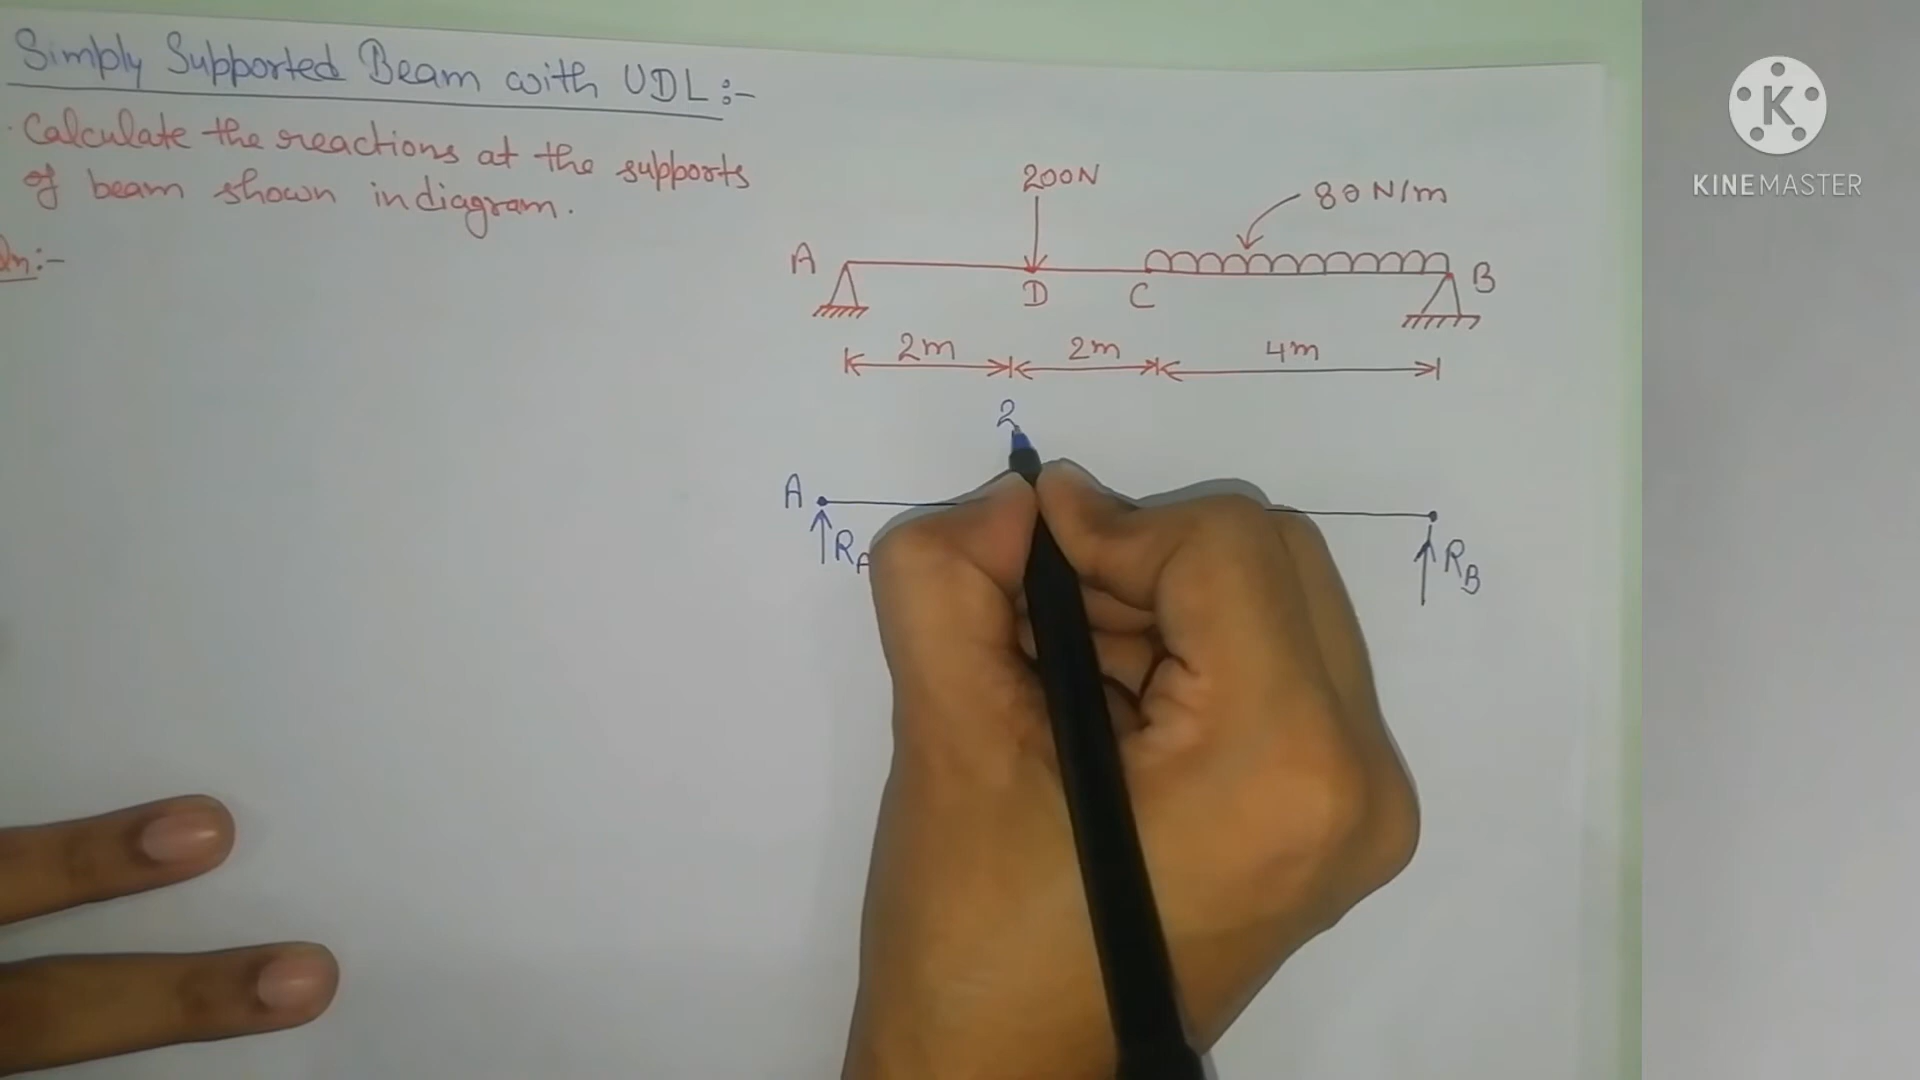 Simply Supported Beam with UDL:-
Calculate the reactions at the supports
of beam shown in diagram.
200N
80 N/m
A
D
C
B
2m
2m
4m
2
A
RA
RB
K
KINEMASTER